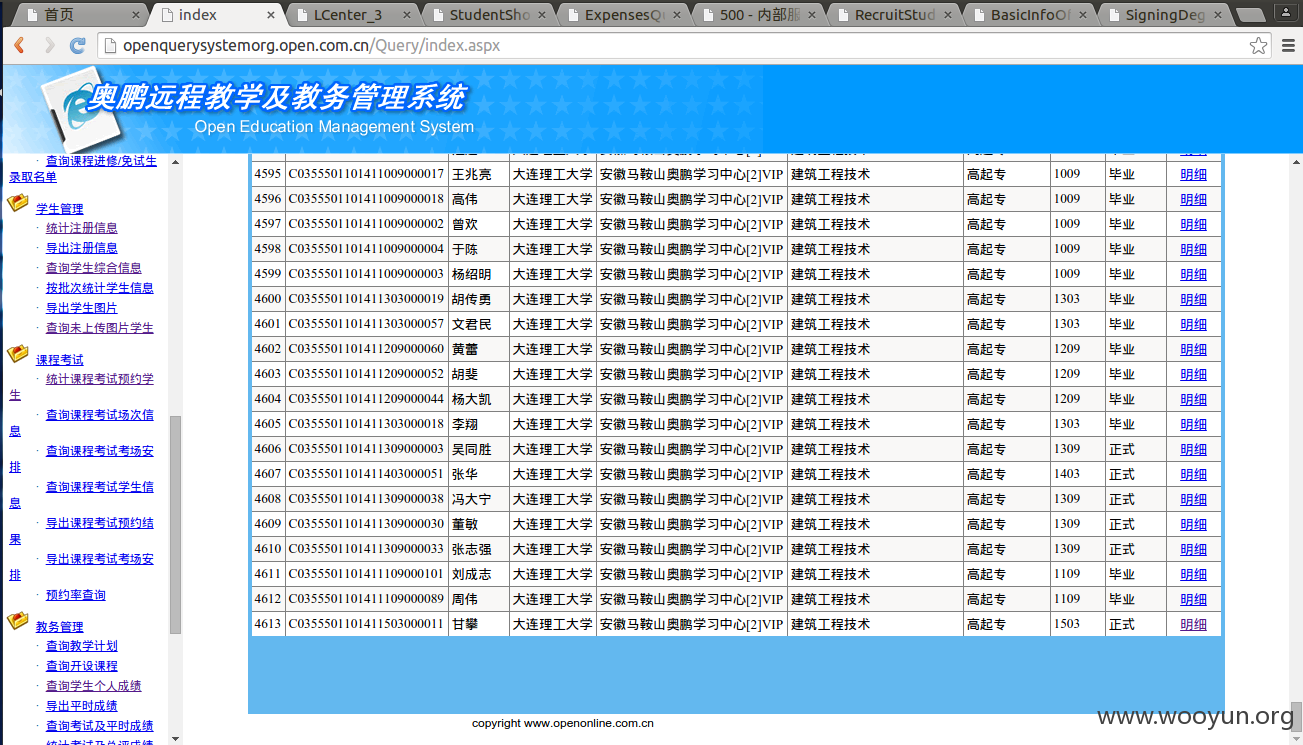 首页 index LCenter_3 StudentSho ExpensesQu 500 - 内部服 RecruitStud BasicInfoOf SigningDeg
openquerysystemorg.open.com.cn/Query/index.aspx
奥鹏远程教学及教务管理系统
Open Education Management System
· 查询课程进修/免试生
录取名单
学生管理
· 统计注册信息
· 导出注册信息
· 查询学生综合信息
· 按批次统计学生信息
· 导出学生图片
· 查询未上传图片学生
课程考试
· 统计课程考试预约学
生
· 查询课程考试场次信
息
· 查询课程考试考场安
排
· 查询课程考试学生信
息
· 导出课程考试预约结
果
· 导出课程考试考场安
排
· 预约率查询
教务管理
· 查询教学计划
· 查询开设课程
· 查询学生个人成绩
· 导出平时成绩
· 查询考试及平时成绩
· 统计考试及总评成绩
4595 C0355501101411009000017 王兆亮 大连理工大学 安徽马鞍山奥鹏学习中心[2]VIP 建筑工程技术 高起专 1009 毕业 明细
4596 C0355501101411009000018 高伟 大连理工大学 安徽马鞍山奥鹏学习中心[2]VIP 建筑工程技术 高起专 1009 毕业 明细
4597 C0355501101411009000002 曾欢 大连理工大学 安徽马鞍山奥鹏学习中心[2]VIP 建筑工程技术 高起专 1009 毕业 明细
4598 C0355501101411009000004 于陈 大连理工大学 安徽马鞍山奥鹏学习中心[2]VIP 建筑工程技术 高起专 1009 毕业 明细
4599 C0355501101411009000003 杨绍明 大连理工大学 安徽马鞍山奥鹏学习中心[2]VIP 建筑工程技术 高起专 1009 毕业 明细
4600 C0355501101411303000019 胡传勇 大连理工大学 安徽马鞍山奥鹏学习中心[2]VIP 建筑工程技术 高起专 1303 毕业 明细
4601 C0355501101411303000057 文君民 大连理工大学 安徽马鞍山奥鹏学习中心[2]VIP 建筑工程技术 高起专 1303 毕业 明细
4602 C0355501101411209000060 黄蕾 大连理工大学 安徽马鞍山奥鹏学习中心[2]VIP 建筑工程技术 高起专 1209 毕业 明细
4603 C0355501101411209000052 胡斐 大连理工大学 安徽马鞍山奥鹏学习中心[2]VIP 建筑工程技术 高起专 1209 毕业 明细
4604 C0355501101411209000044 杨大凯 大连理工大学 安徽马鞍山奥鹏学习中心[2]VIP 建筑工程技术 高起专 1209 毕业 明细
4605 C0355501101411303000018 李翔 大连理工大学 安徽马鞍山奥鹏学习中心[2]VIP 建筑工程技术 高起专 1303 毕业 明细
4606 C0355501101411309000003 吴同胜 大连理工大学 安徽马鞍山奥鹏学习中心[2]VIP 建筑工程技术 高起专 1309 正式 明细
4607 C0355501101411403000051 张华 大连理工大学 安徽马鞍山奥鹏学习中心[2]VIP 建筑工程技术 高起专 1403 正式 明细
4608 C0355501101411309000038 冯大宁 大连理工大学 安徽马鞍山奥鹏学习中心[2]VIP 建筑工程技术 高起专 1309 正式 明细
4609 C0355501101411309000030 董敏 大连理工大学 安徽马鞍山奥鹏学习中心[2]VIP 建筑工程技术 高起专 1309 正式 明细
4610 C0355501101411309000033 张志强 大连理工大学 安徽马鞍山奥鹏学习中心[2]VIP 建筑工程技术 高起专 1309 正式 明细
4611 C0355501101411109000101 刘成志 大连理工大学 安徽马鞍山奥鹏学习中心[2]VIP 建筑工程技术 高起专 1109 毕业 明细
4612 C0355501101411109000089 周伟 大连理工大学 安徽马鞍山奥鹏学习中心[2]VIP 建筑工程技术 高起专 1109 毕业 明细
4613 C0355501101411503000011 甘攀 大连理工大学 安徽马鞍山奥鹏学习中心[2]VIP 建筑工程技术 高起专 1503 正式 明细
copyright www.openonline.com.cn
www.wooyun.org